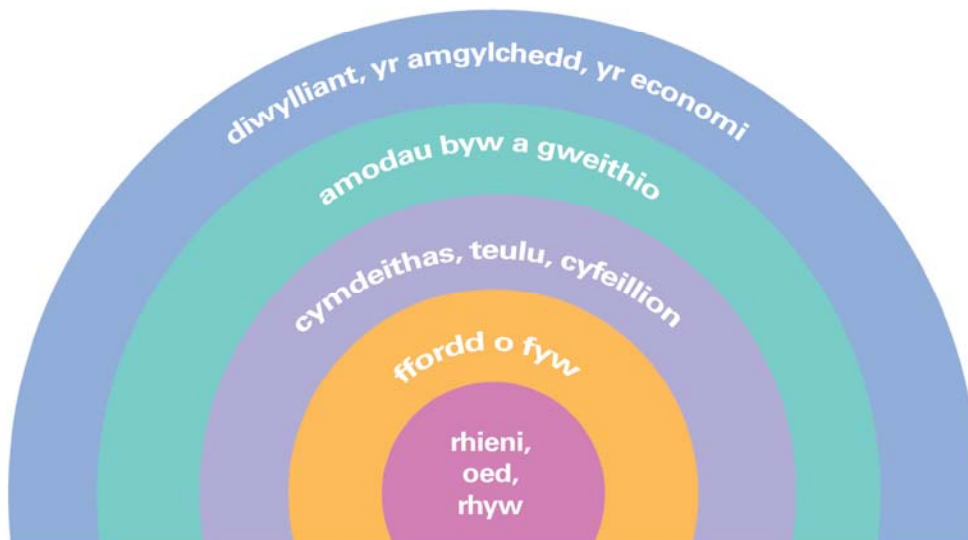 diwylliant, yr amgylchedd, yr economi
amodau byw a gweithio
cymdeithas, teulu, cyfeillion
ffordd o fyw
rhieni,
oed,
rhyw